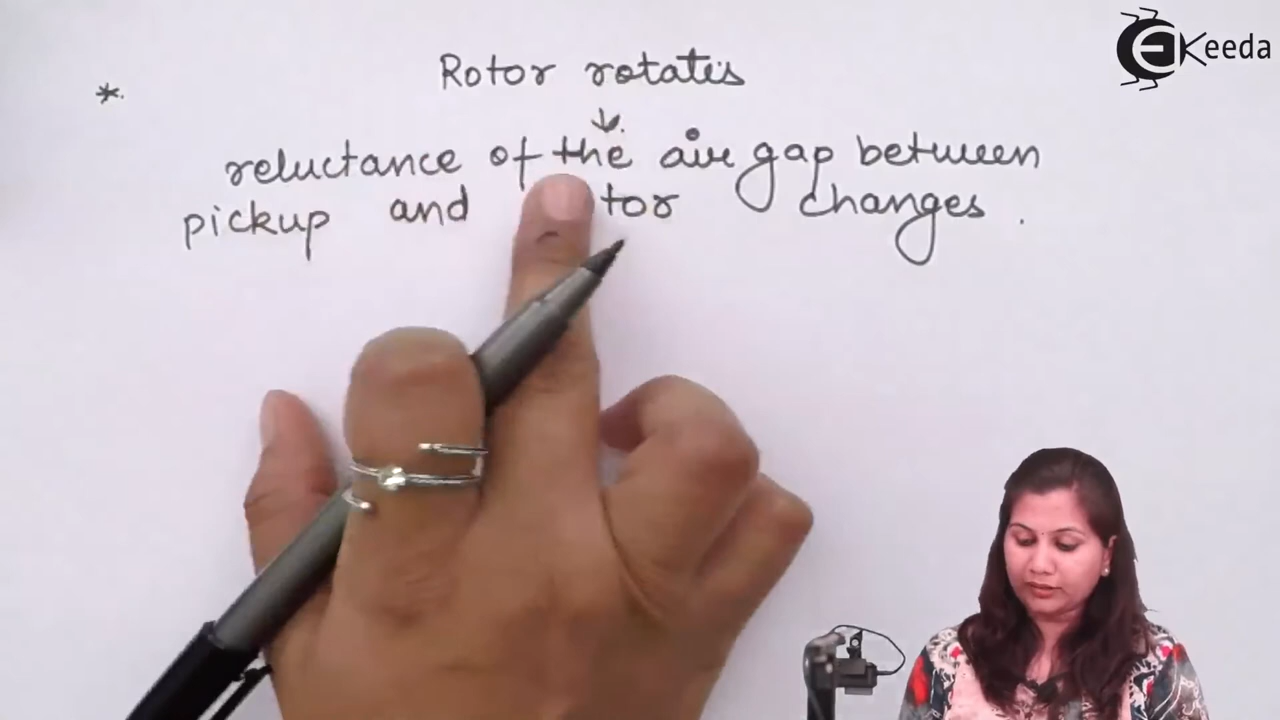 EKeeda
* Rotor rotates
↓
reluctance of the air gap between
pickup and tor changes .